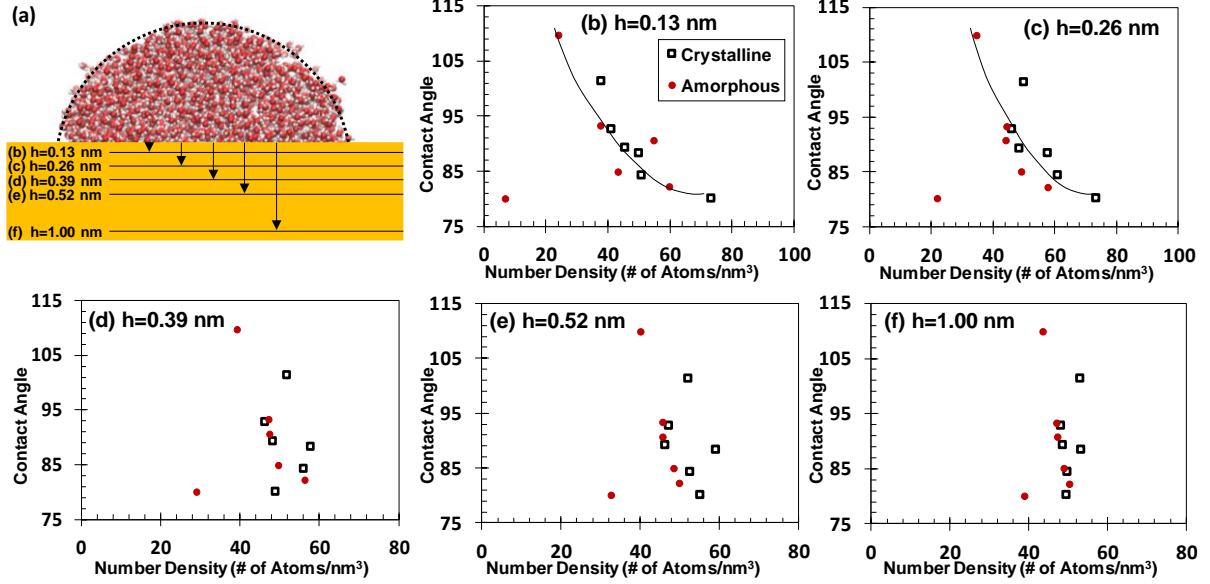 (a)
(b) h=0.13 nm
(c) h=0.26 nm
(d) h=0.39 nm
(e) h=0.52 nm
(f) h=1.00 nm
(b) h=0.13 nm
Crystalline
Amorphous
Contact Angle
115
105
95
85
75
0 20 40 60 80 100
Number Density (# of Atoms/nm³)
(c) h=0.26 nm
Contact Angle
115
105
95
85
75
0 20 40 60 80 100
Number Density (# of Atoms/nm³)
(d) h=0.39 nm
Contact Angle
115
105
95
85
75
0 20 40 60 80
Number Density (# of Atoms/nm³)
(e) h=0.52 nm
Contact Angle
115
105
95
85
75
0 20 40 60 80
Number Density (# of Atoms/nm³)
(f) h=1.00 nm
Contact Angle
115
105
95
85
75
0 20 40 60 80
Number Density (# of Atoms/nm³)